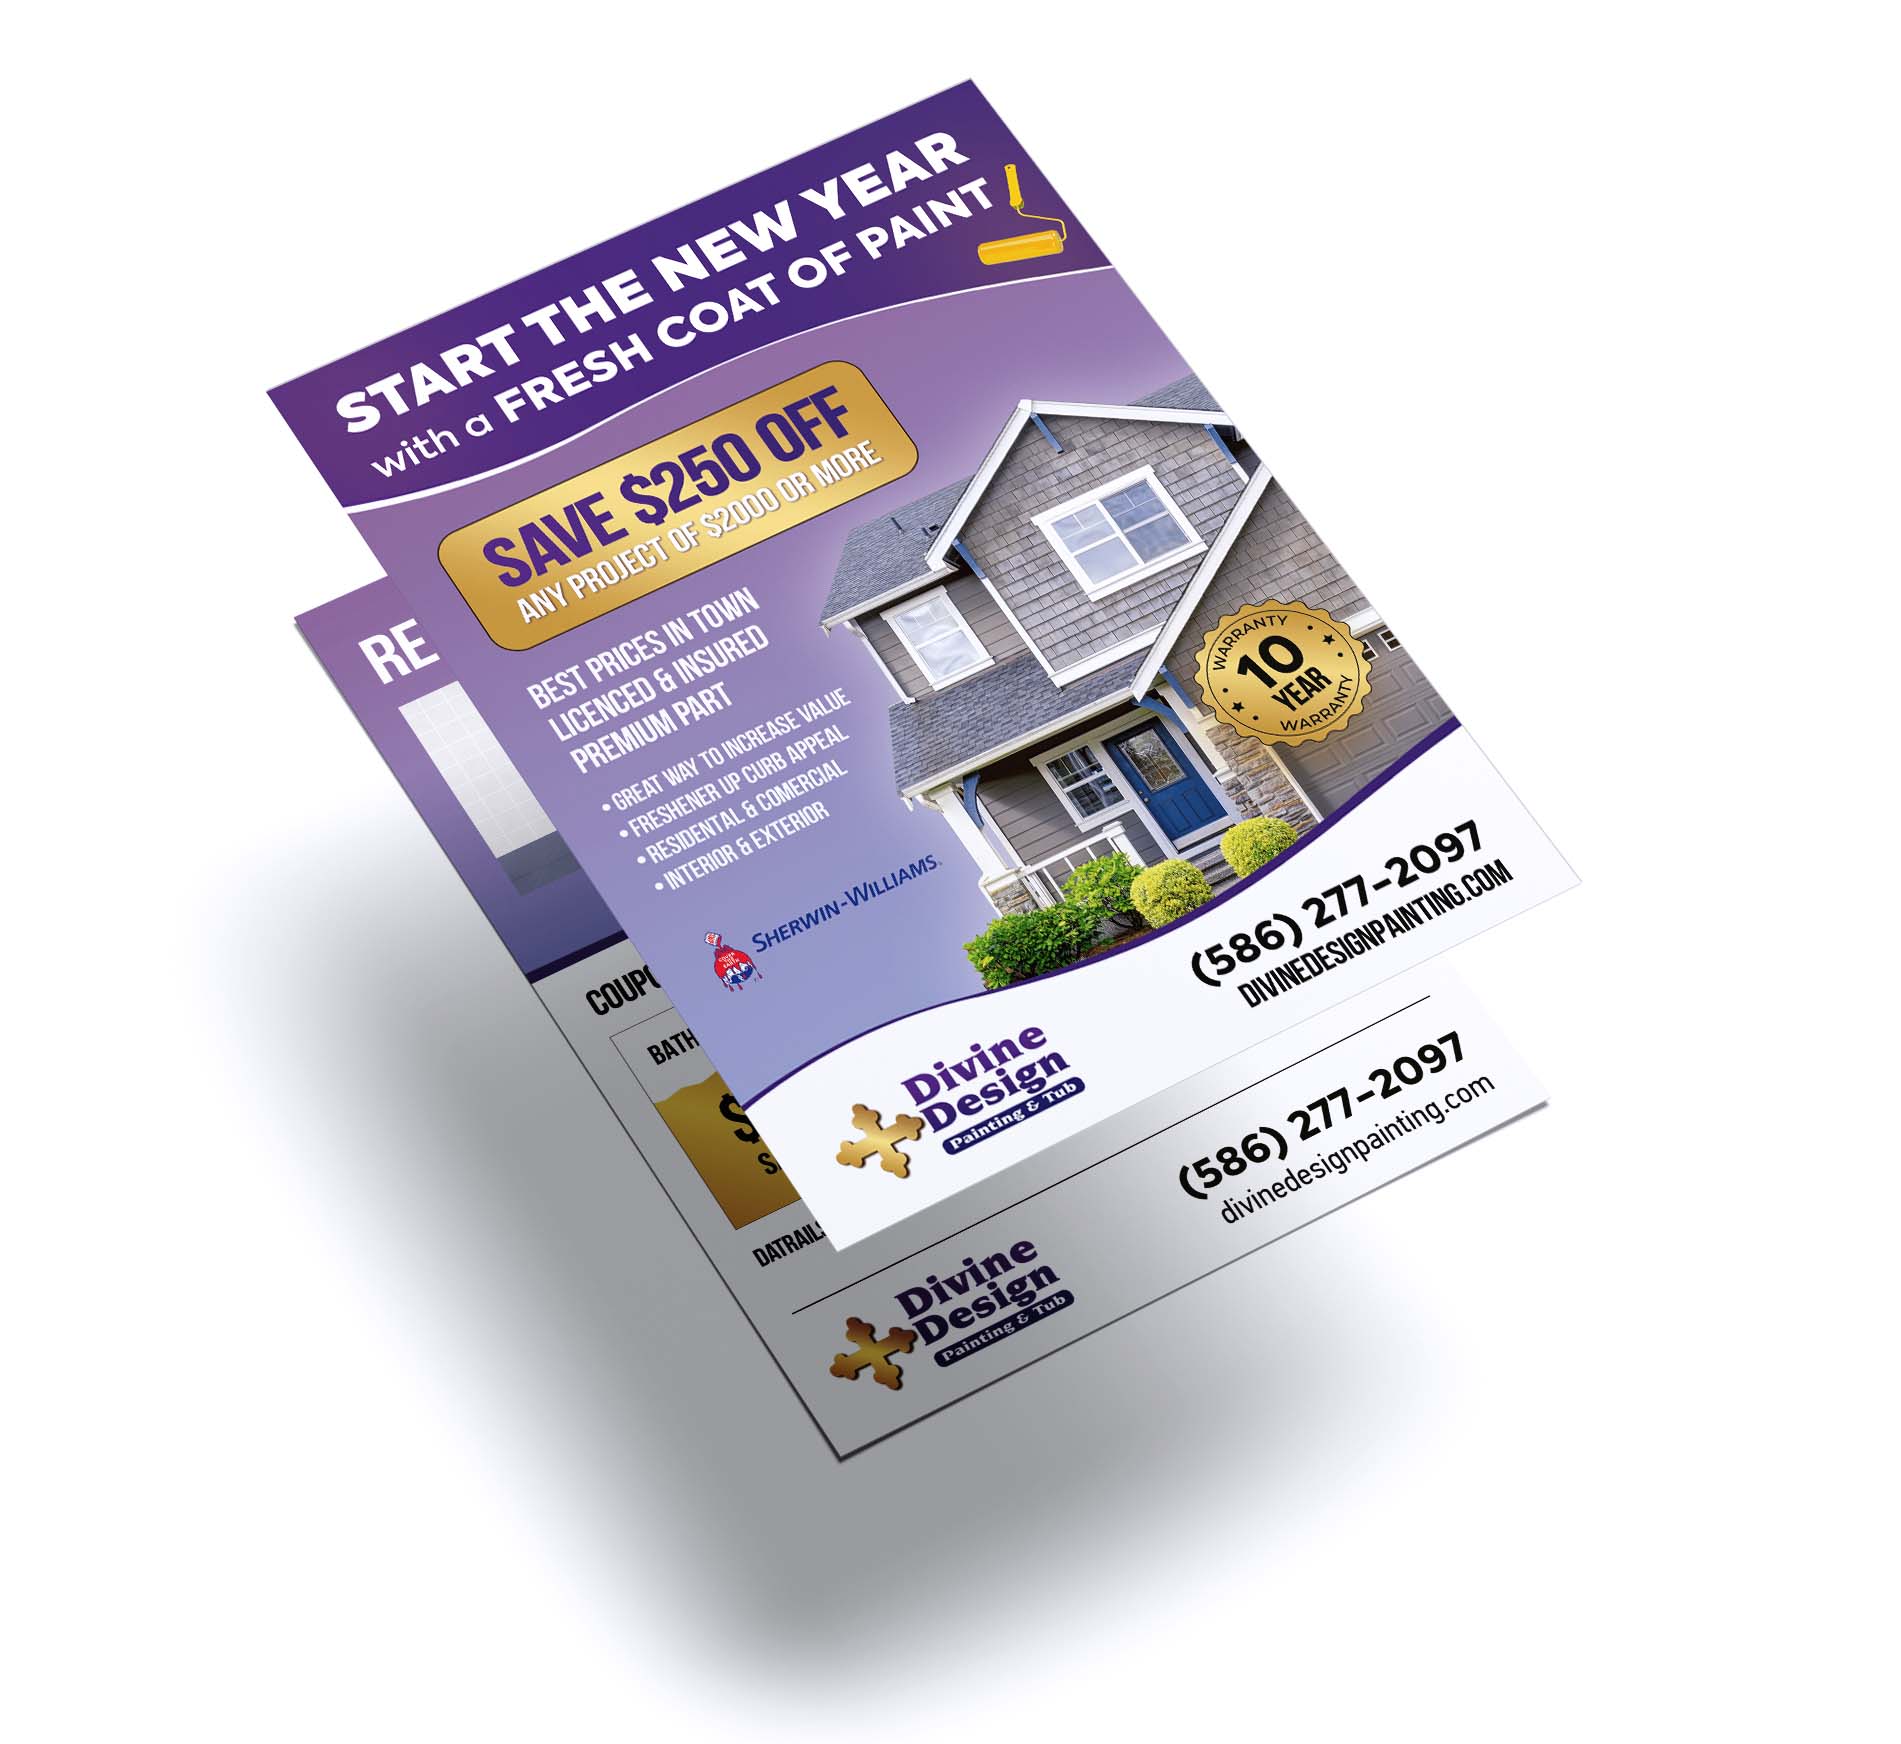 START THE NEW YEAR
with a FRESH COAT OF PAINT
SAVE $250 OFF
ANY PROJECT OF $2000 OR MORE
BEST PRICES IN TOWN
LICENCED & INSURED
PREMIUM PART
• GREAT WAY TO INCREASE VALUE
• FRESHENER UP CURB APPEAL
• RESIDENTAL & COMERCIAL
• INTERIOR & EXTERIOR
WARRANTY
10
YEAR
WARRANTY
COVER
THE
EARTH
SHERWIN-WILLIAMS.
(586) 277-2097
DIVINEDESIGNPAINTING.COM
Divine
Design
Painting & Tub
RE
COUPO
BATH
$
DATRAILS
(586) 277-2097
divinedesignpainting.com
Divine
Design
Painting & Tub